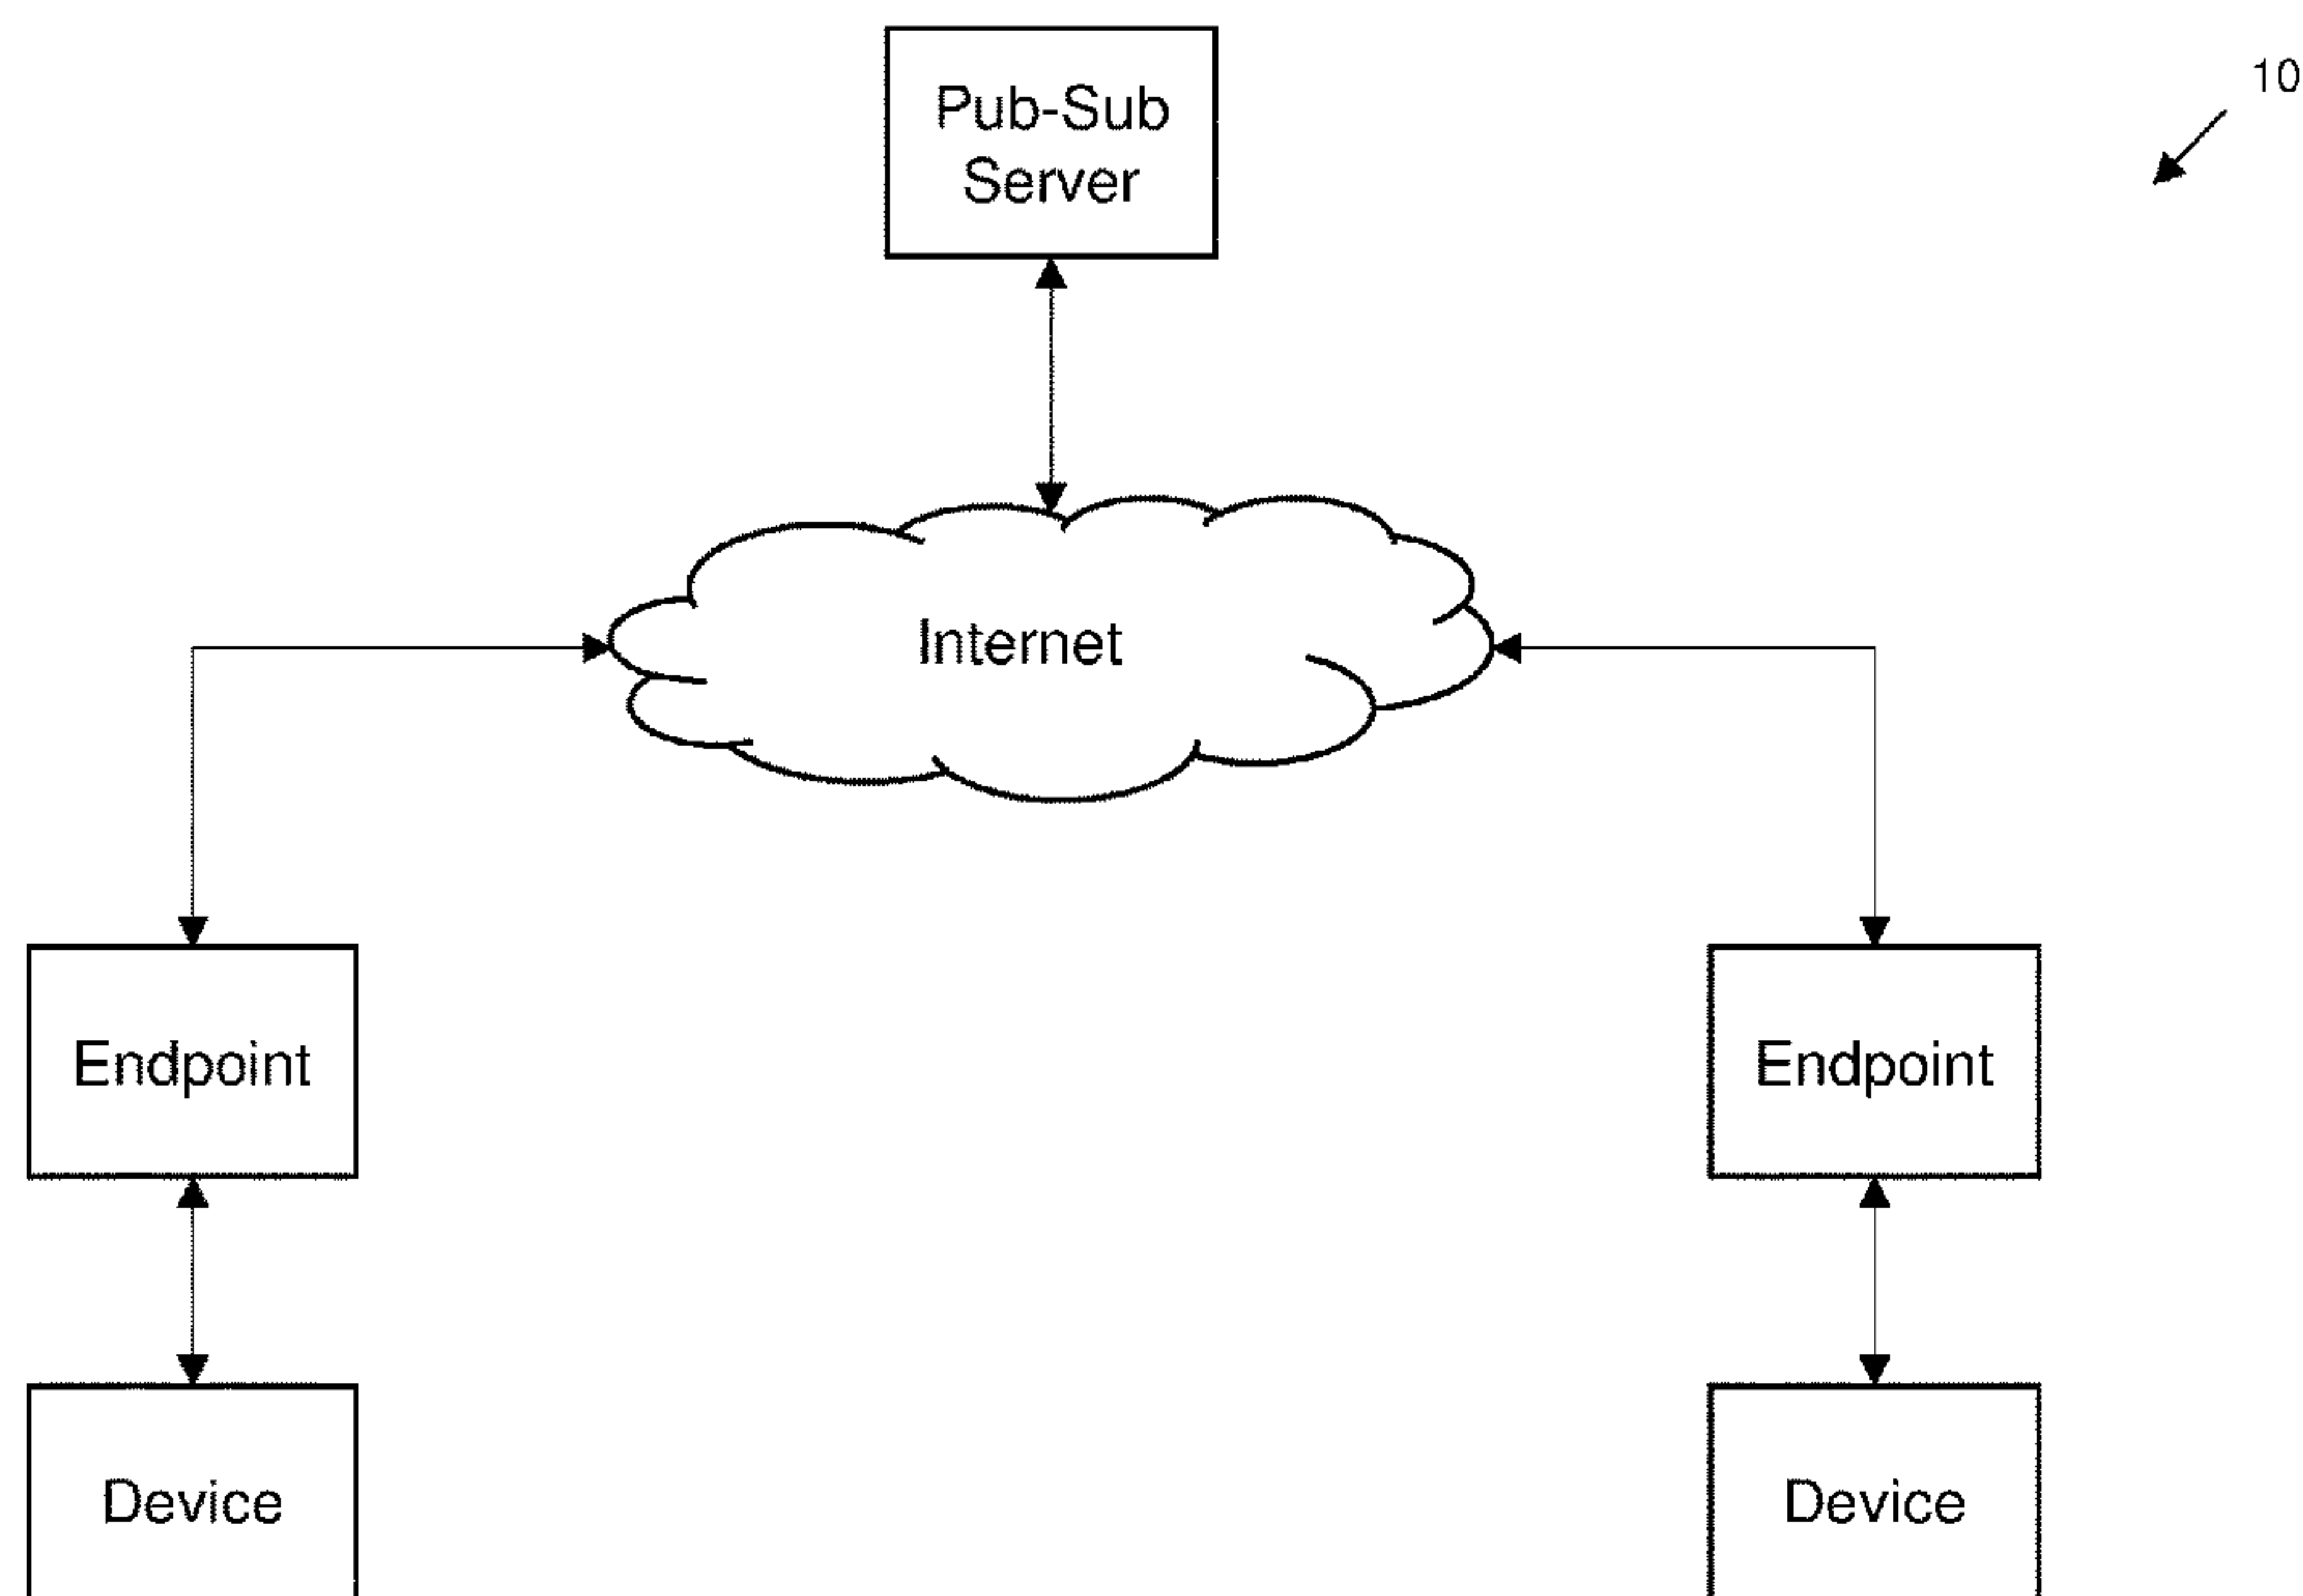 Pub-Sub
Server
10
Internet
Endpoint
Endpoint
Device
Device